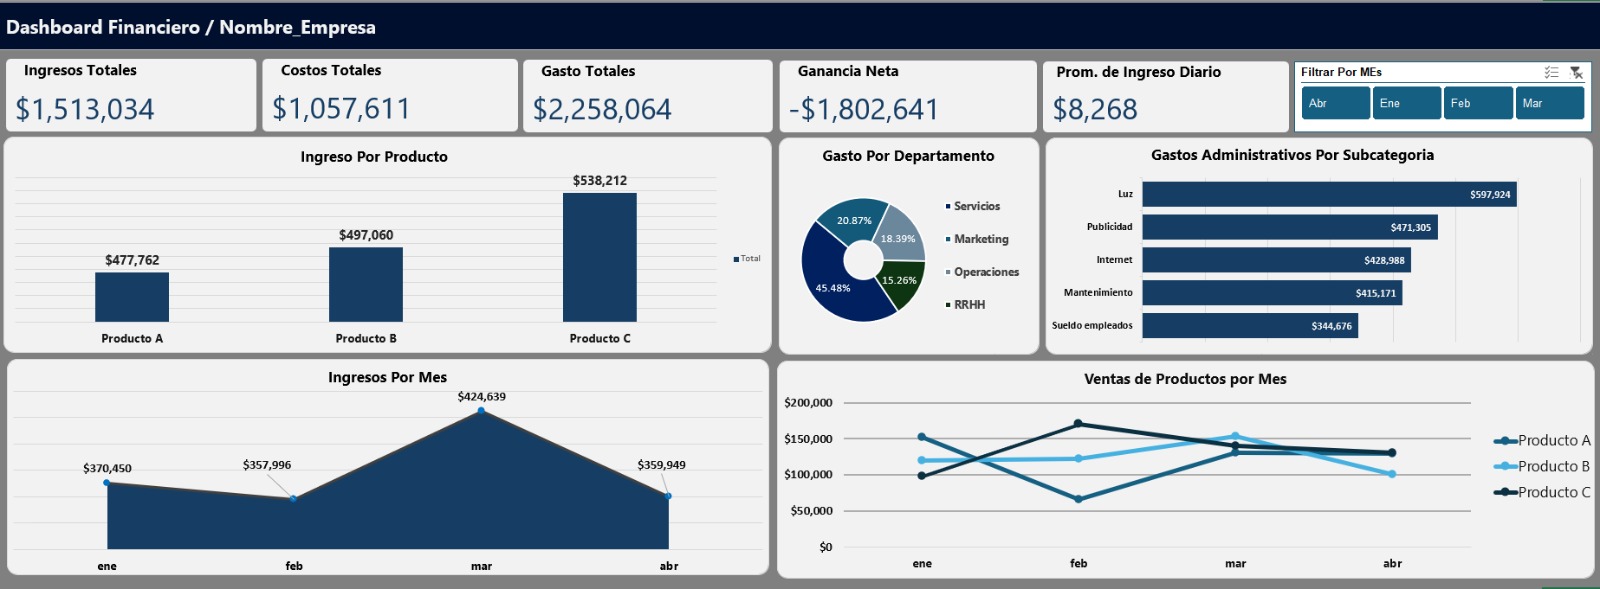 Dashboard Financiero / Nombre_Empresa
Ingresos Totales
$1,513,034
Costos Totales
$1,057,611
Gasto Totales
$2,258,064
Ganancia Neta
-$1,802,641
Prom. de Ingreso Diario
$8,268
Filtrar Por MEs
Abr
Ene
Feb
Mar
Ingreso Por Producto
$477,762
$497,060
$538,212
Producto A
Producto B
Producto C
Total
Gasto Por Departamento
20.87%
18.39%
15.26%
45.48%
Servicios
Marketing
Operaciones
RRHH
Gastos Administrativos Por Subcategoria
Luz
$597,924
Publicidad
$471,305
Internet
$428,988
Mantenimiento
$415,171
Sueldo empleados
$344,676
Ingresos Por Mes
$370,450
$357,996
$424,639
$359,949
ene
feb
mar
abr
Ventas de Productos por Mes
$200,000
$150,000
$100,000
$50,000
$0
ene
feb
mar
abr
Producto A
Producto B
Producto C